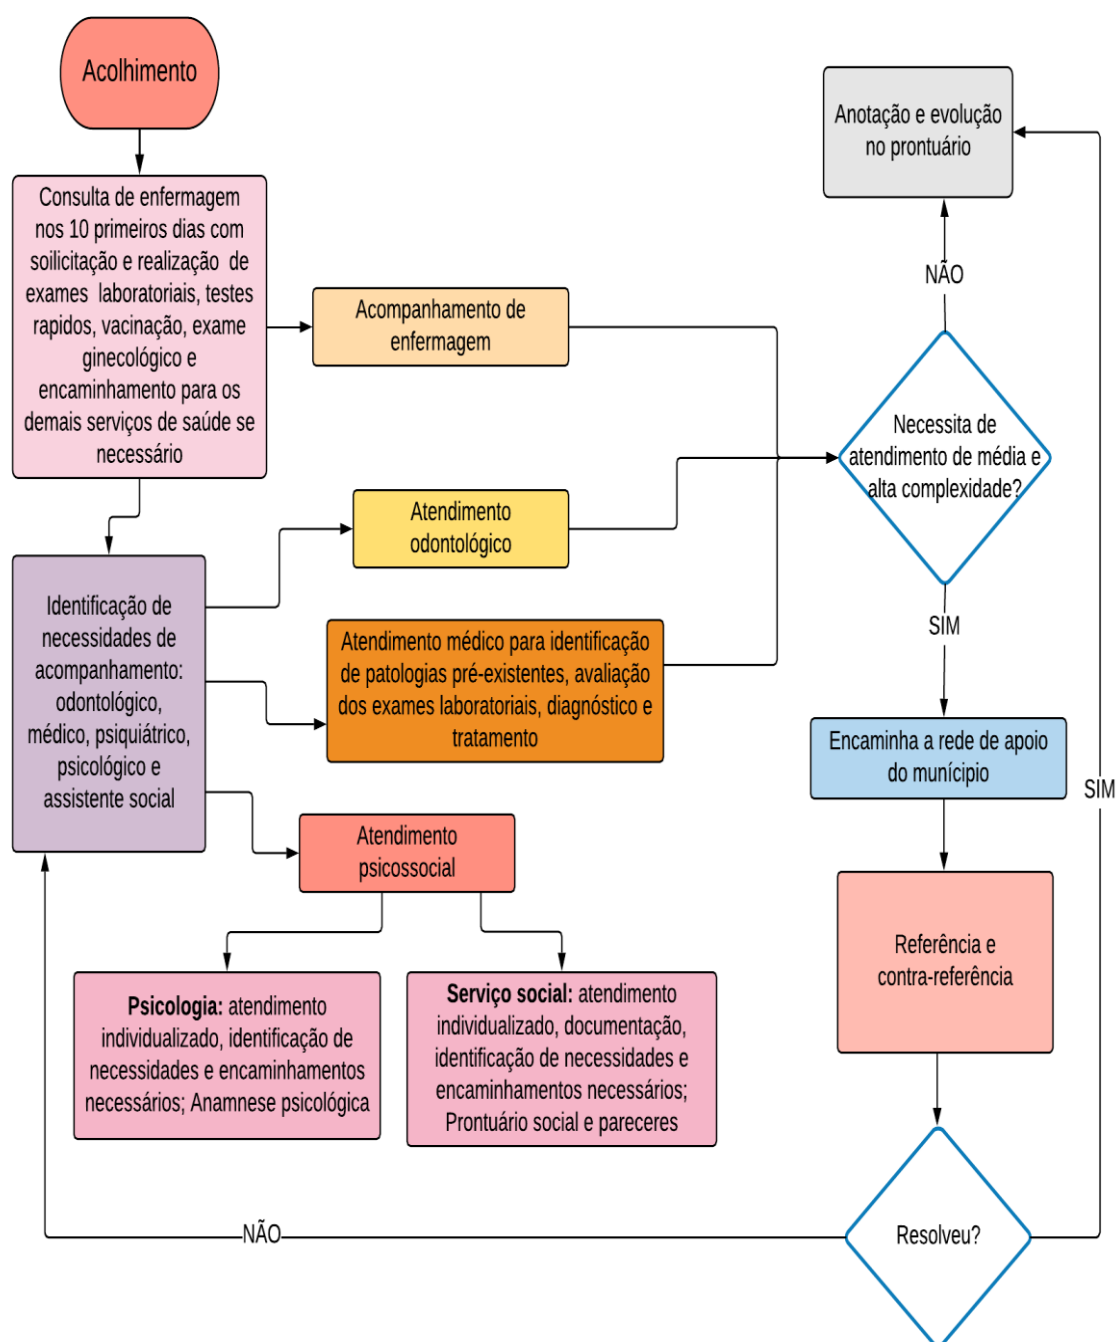 Acolhimento
Consulta de enfermagem
nos 10 primeiros dias com
soilicitação e realização de
exames laboratoriais, testes
rapidos, vacinação, exame
ginecológico e
encaminhamento para os
demais serviços de saúde se
necessário
Acompanhamento de
enfermagem
Anotação e evolução
no prontuário
NÃO
Necessita de
atendimento de média e
alta complexidade?
Atendimento
odontológico
Identificação de
necessidades de
acompanhamento:
odontológico,
médico, psiquiátrico,
psicológico e
assistente social
Atendimento médico para identificação
de patologias pré-existentes, avaliação
dos exames laboratoriais, diagnóstico e
tratamento
SIM
Encaminha a rede de apoio
do munícipio
SIM
Atendimento
psicossocial
Referência e
contra-referência
Psicologia: atendimento
individualizado, identificação de
necessidades e encaminhamentos
necessários; Anamnese psicológica
Serviço social: atendimento
individualizado, documentação,
identificação de necessidades e
encaminhamentos necessários;
Prontuário social e pareceres
NÃO
Resolveu?